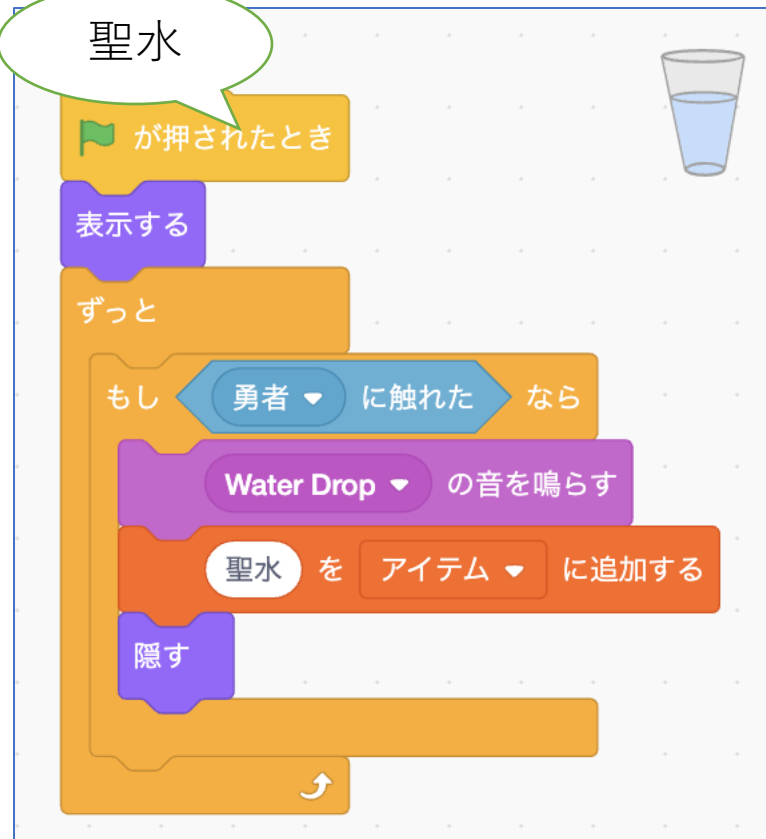 聖水
が押されたとき
表示する
ずっと
もし 勇者 に触れた なら
Water Drop の音を鳴らす
聖水 を アイテム に追加する
隠す